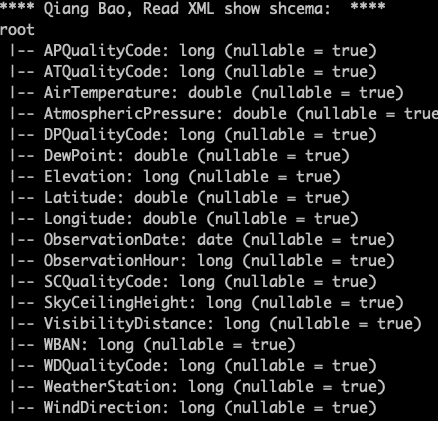 **** Qiang Bao, Read XML show shcema:  ****
root
 |-- APQualityCode: long (nullable = true)
 |-- ATQualityCode: long (nullable = true)
 |-- AirTemperature: double (nullable = true)
 |-- AtmosphericPressure: double (nullable = true
 |-- DPQualityCode: long (nullable = true)
 |-- DewPoint: double (nullable = true)
 |-- Elevation: long (nullable = true)
 |-- Latitude: double (nullable = true)
 |-- Longitude: double (nullable = true)
 |-- ObservationDate: date (nullable = true)
 |-- ObservationHour: long (nullable = true)
 |-- SCQualityCode: long (nullable = true)
 |-- SkyCeilingHeight: long (nullable = true)
 |-- VisibilityDistance: long (nullable = true)
 |-- WBAN: long (nullable = true)
 |-- WDQualityCode: long (nullable = true)
 |-- WeatherStation: long (nullable = true)
 |-- WindDirection: long (nullable = true)